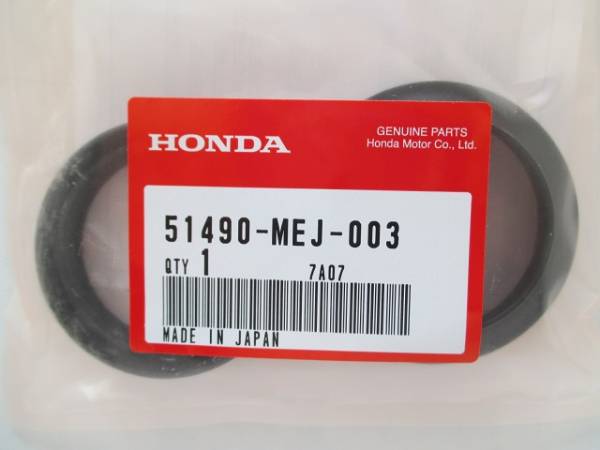 HONDA
GENUINE PARTS
Honda Motor Co., Ltd.
51490-MEJ-003
QTY 1 7A07
MADE IN JAPAN